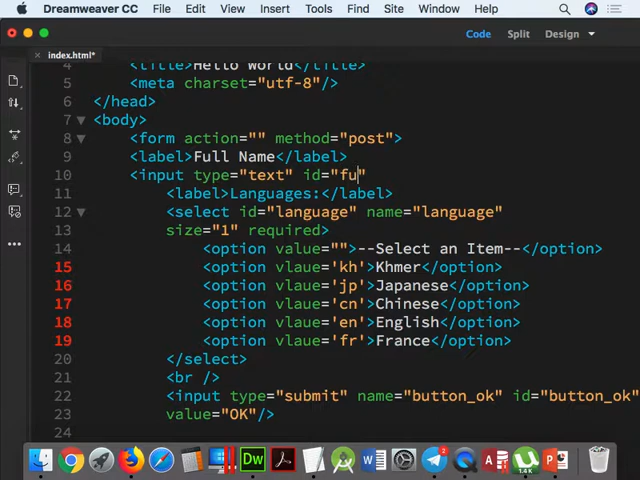 Dreamweaver CC File Edit View Insert Tools Find Site Window Help
Code Split Design
index.html*
4 <title>Hello World</title>
5 <meta charset="utf-8"/>
6 </head>
7 <body>
8 <form action="" method="post">
9 <label>Full Name</label>
10 <input type="text" id="fu"
11 <label>Languages:</label>
12 <select id="language" name="language"
13 size="1" required>
14 <option value="">--Select an Item--</option>
15 <option vlaue='kh'>Khmer</option>
16 <option vlaue='jp'>Japanese</option>
17 <option vlaue='cn'>Chinese</option>
18 <option vlaue='en'>English</option>
19 <option vlaue='fr'>France</option>
20 </select>
21 <br />
22 <input type="submit" name="button_ok" id="button_ok"
23 value="OK"/>
24
Dw
2
1.4 K